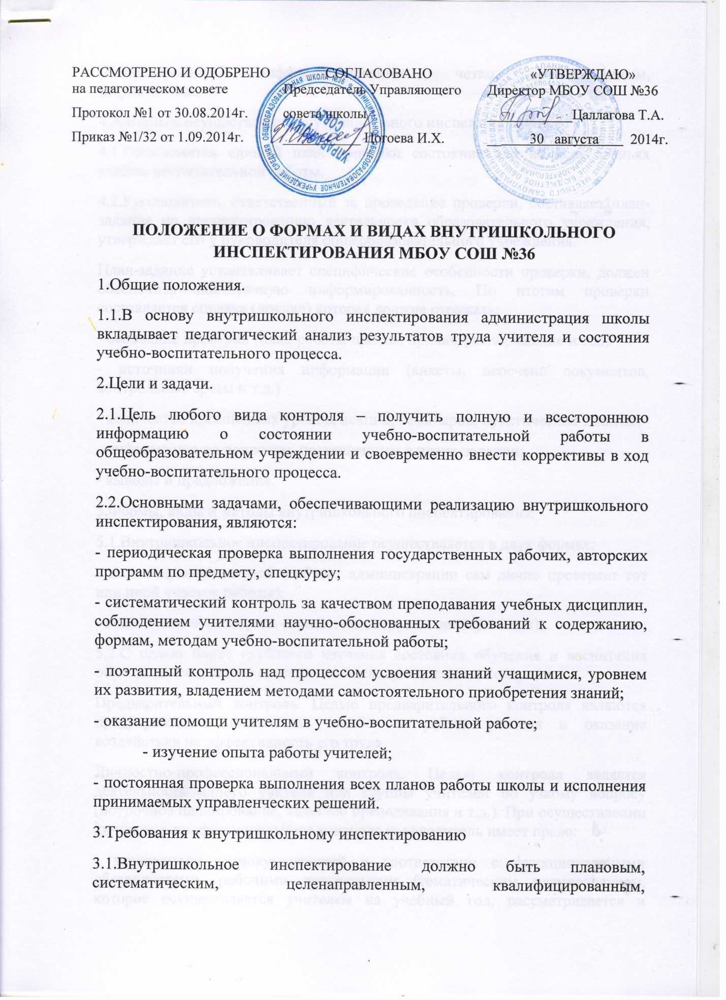 РАССМОТРЕНО И ОДОБРЕНО
на педагогическом совете
Протокол №1 от 30.08.2014г.
Приказ №1/32 от 1.09.2014г.
СОГЛАСОВАНО
Председатель Управляющего
совета школы
Цогоева И.Х.
«УТВЕРЖДАЮ»
Директор МБОУ СОШ №36
Цаллагова Т.А.
30 августа 2014г.
ПОЛОЖЕНИЕ О ФОРМАХ И ВИДАХ ВНУТРИШКОЛЬНОГО
ИНСПЕКТИРОВАНИЯ МБОУ СОШ №36
1.Общие положения.
1.1.В основу внутришкольного инспектирования администрация школы
вкладывает педагогический анализ результатов труда учителя и состояния
учебно-воспитательного процесса.
2.Цели и задачи.
2.1.Цель любого вида контроля – получить полную и всестороннюю
информацию о состоянии учебно-воспитательной работы в
общеобразовательном учреждении и своевременно внести коррективы в ход
учебно-воспитательного процесса.
2.2.Основными задачами, обеспечивающими реализацию внутришкольного
инспектирования, являются:
- периодическая проверка выполнения государственных рабочих, авторских
программ по предмету, спецкурсу;
- систематический контроль за качеством преподавания учебных дисциплин,
соблюдением учителями научно-обоснованных требований к содержанию,
формам, методам учебно-воспитательной работы;
- поэтапный контроль над процессом усвоения знаний учащимися, уровнем
их развития, владением методами самостоятельного приобретения знаний;
- оказание помощи учителям в учебно-воспитательной работе;
- изучение опыта работы учителей;
- постоянная проверка выполнения всех планов работы школы и исполнения
принимаемых управленческих решений.
3.Требования к внутришкольному инспектированию
3.1.Внутришкольное инспектирование должно быть плановым,
систематическим, целенаправленным, квалифицированным,